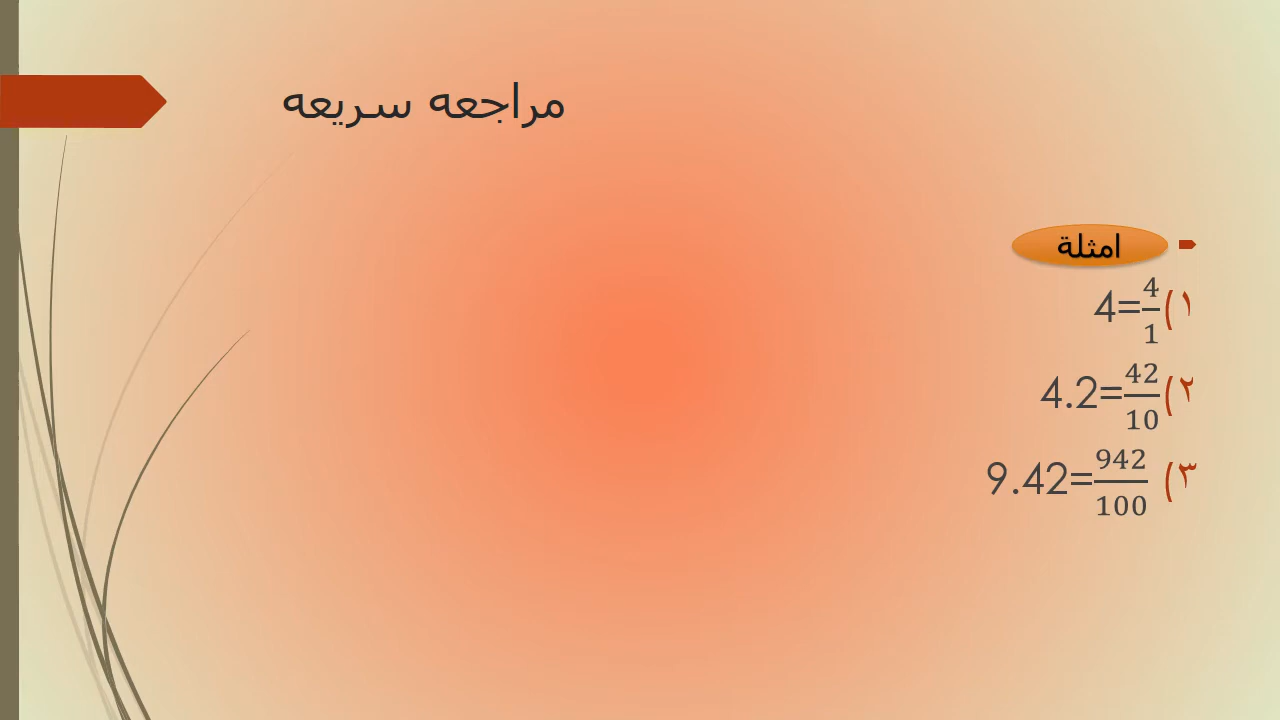 مراجعه سريعه
امثلة
١) 4=4/1
٢) 4.2=42/10
٣) 9.42=942/100